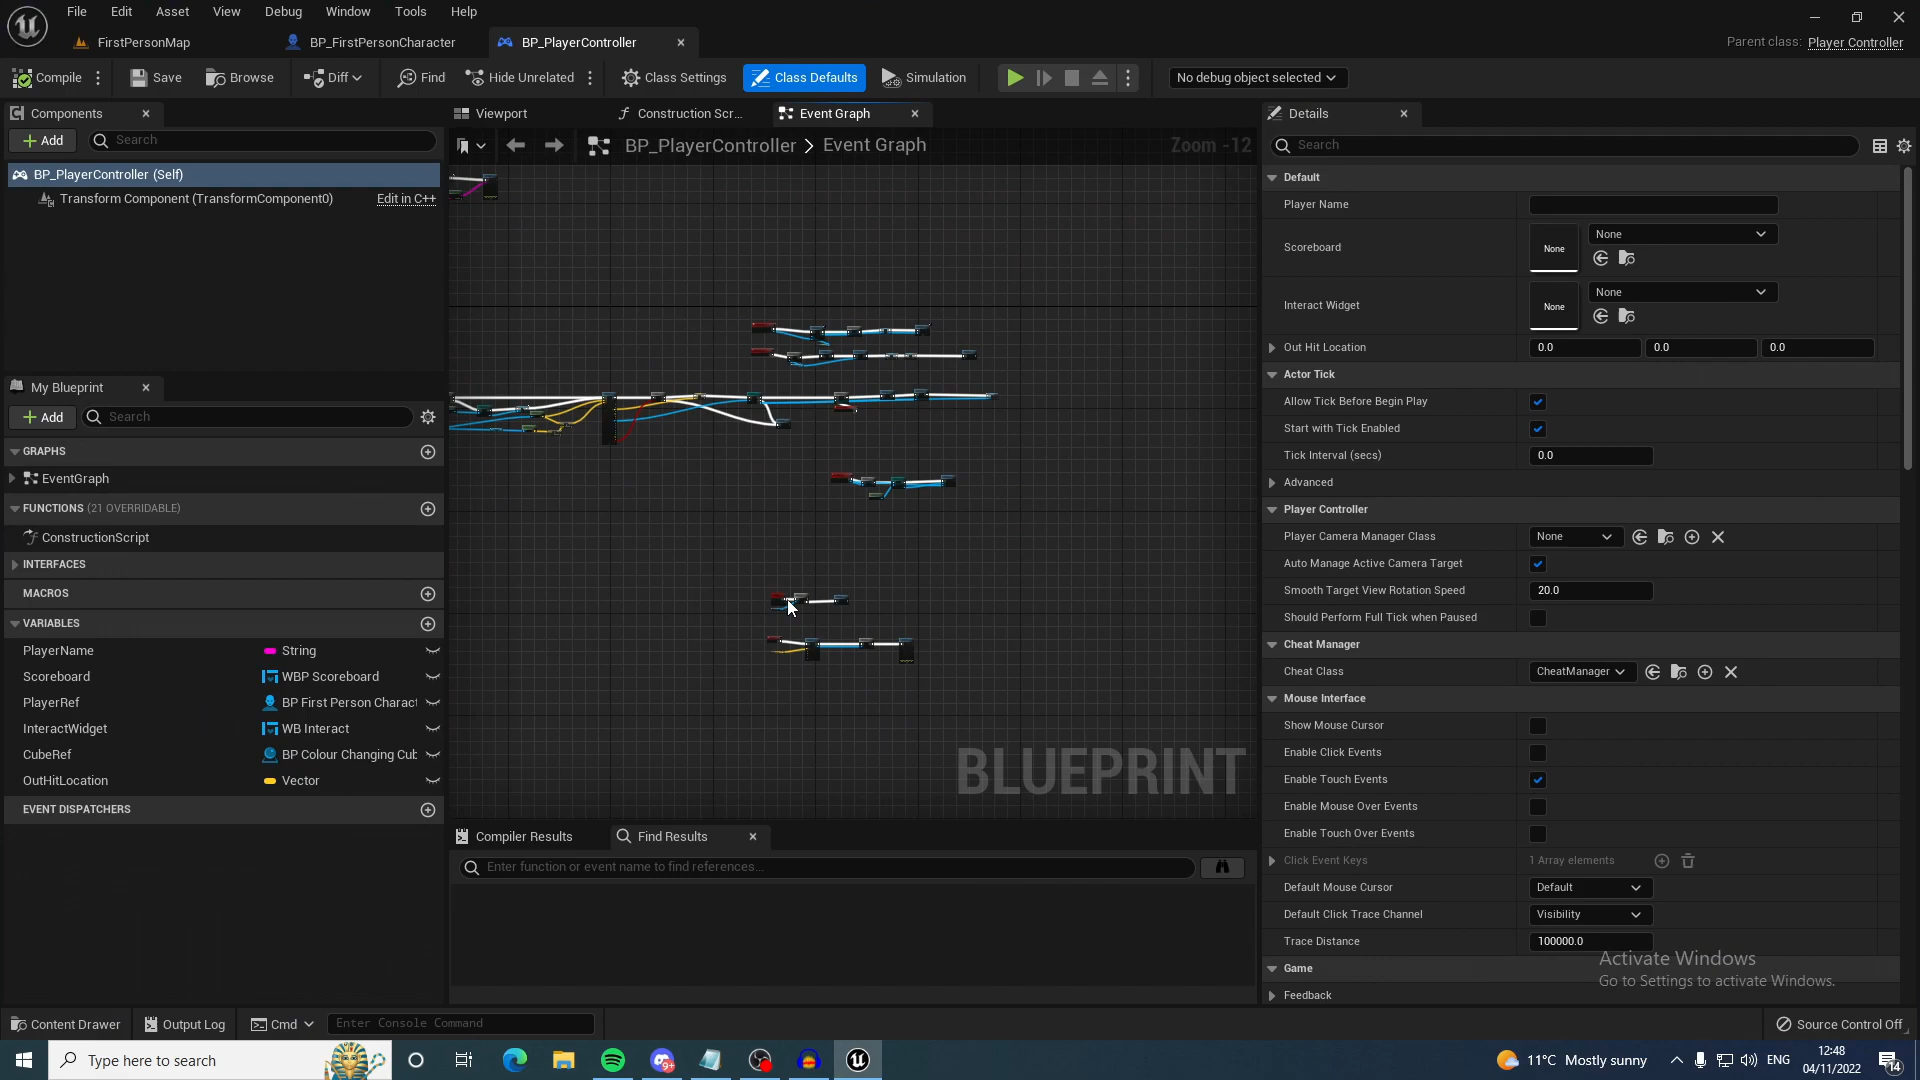 File Edit Asset View Debug Window Tools Help
FirstPersonMap BP_FirstPersonCharacter BP_PlayerController
Parent class: Player Controller
Compile Save Browse Diff Find Hide Unrelated Class Settings Class Defaults Simulation No debug object selected
Components
Add Search
BP_PlayerController (Self)
Transform Component (TransformComponent0) Edit in C++
My Blueprint
Add Search
GRAPHS
EventGraph
FUNCTIONS (21 OVERRIDABLE)
ConstructionScript
INTERFACES
MACROS
VARIABLES
PlayerName String
Scoreboard WBP Scoreboard
PlayerRef BP First Person Charact
InteractWidget WB Interact
CubeRef BP Colour Changing Cub
OutHitLocation Vector
EVENT DISPATCHERS
Viewport Construction Scr... Event Graph
BP_PlayerController > Event Graph Zoom -12
BLUEPRINT
Compiler Results Find Results
Enter function or event name to find references...
Details
Search
Default
Player Name
Scoreboard None None
Interact Widget None None
Out Hit Location 0.0 0.0 0.0
Actor Tick
Allow Tick Before Begin Play
Start with Tick Enabled
Tick Interval (secs) 0.0
Advanced
Player Controller
Player Camera Manager Class None
Auto Manage Active Camera Target
Smooth Target View Rotation Speed 20.0
Should Perform Full Tick when Paused
Cheat Manager
Cheat Class CheatManager
Mouse Interface
Show Mouse Cursor
Enable Click Events
Enable Touch Events
Enable Mouse Over Events
Enable Touch Over Events
Click Event Keys 1 Array elements
Default Mouse Cursor Default
Default Click Trace Channel Visibility
Trace Distance 100000.0
Game
Feedback
Activate Windows
Go to Settings to activate Windows.
Content Drawer Output Log Cmd Enter Console Command Source Control Off
Type here to search 9+ 11°C Mostly sunny ENG 12:48
04/11/2022 14